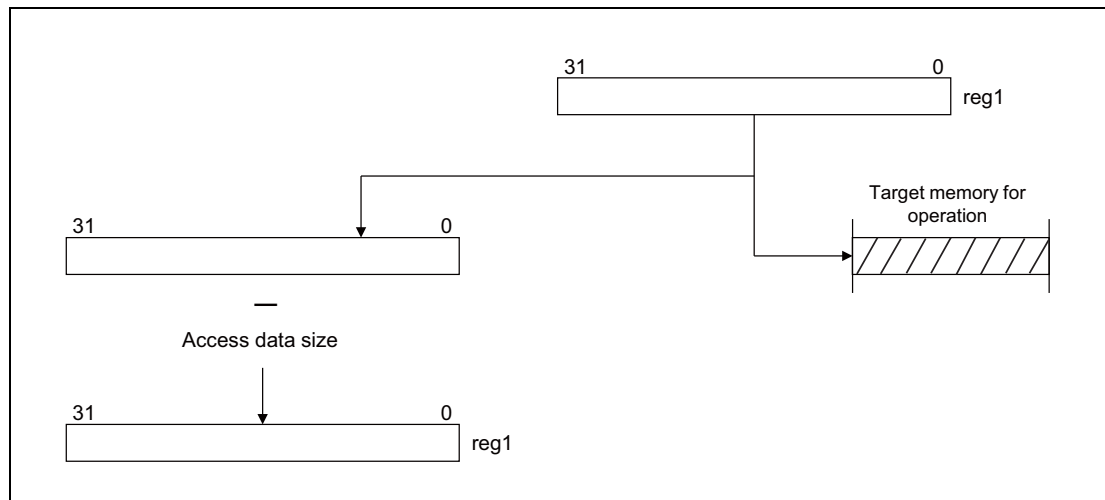 31 0
reg1
Target memory for
operation
31 0
—
Access data size
31 0
reg1